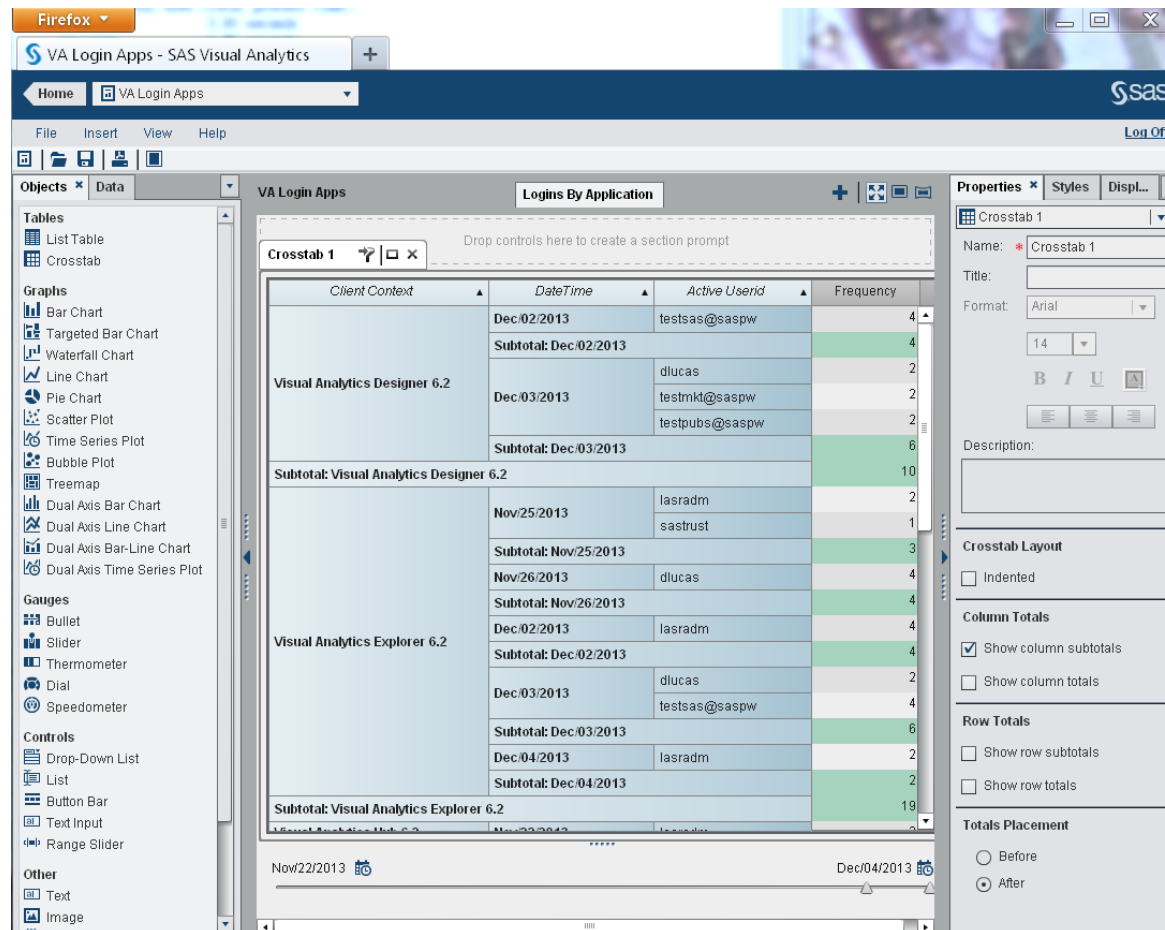 Firefox
VA Login Apps - SAS Visual Analytics
Home VA Login Apps
sas
File Insert View Help
Log Of
Objects Data
Tables
List Table
Crosstab
Graphs
Bar Chart
Targeted Bar Chart
Waterfall Chart
Line Chart
Pie Chart
Scatter Plot
Time Series Plot
Bubble Plot
Treemap
Dual Axis Bar Chart
Dual Axis Line Chart
Dual Axis Bar-Line Chart
Dual Axis Time Series Plot
Gauges
Bullet
Slider
Thermometer
Dial
Speedometer
Controls
Drop-Down List
List
Button Bar
Text Input
Range Slider
Other
Text
Image
VA Login Apps Logins By Application
Drop controls here to create a section prompt
Crosstab 1
Client Context DateTime Active Userid Frequency
Visual Analytics Designer 6.2
Dec/02/2013 testsas@saspw 4
Subtotal: Dec/02/2013 4
Dec/03/2013
dlucas 2
testmkt@saspw 2
testpubs@saspw 2
Subtotal: Dec/03/2013 6
Subtotal: Visual Analytics Designer 6.2 10
Visual Analytics Explorer 6.2
Nov/25/2013
lasradm 2
sastrust 1
Subtotal: Nov/25/2013 3
Nov/26/2013 dlucas 4
Subtotal: Nov/26/2013 4
Dec/02/2013 lasradm 4
Subtotal: Dec/02/2013 4
Dec/03/2013
dlucas 2
testsas@saspw 4
Subtotal: Dec/03/2013 6
Dec/04/2013 lasradm 2
Subtotal: Dec/04/2013 2
Subtotal: Visual Analytics Explorer 6.2 19
Nov/22/2013 Dec/04/2013
Properties Styles Displ...
Crosstab 1
Name: * Crosstab 1
Title:
Format: Arial
14
B I U A
Description:
Crosstab Layout
Indented
Column Totals
Show column subtotals
Show column totals
Row Totals
Show row subtotals
Show row totals
Totals Placement
Before
After